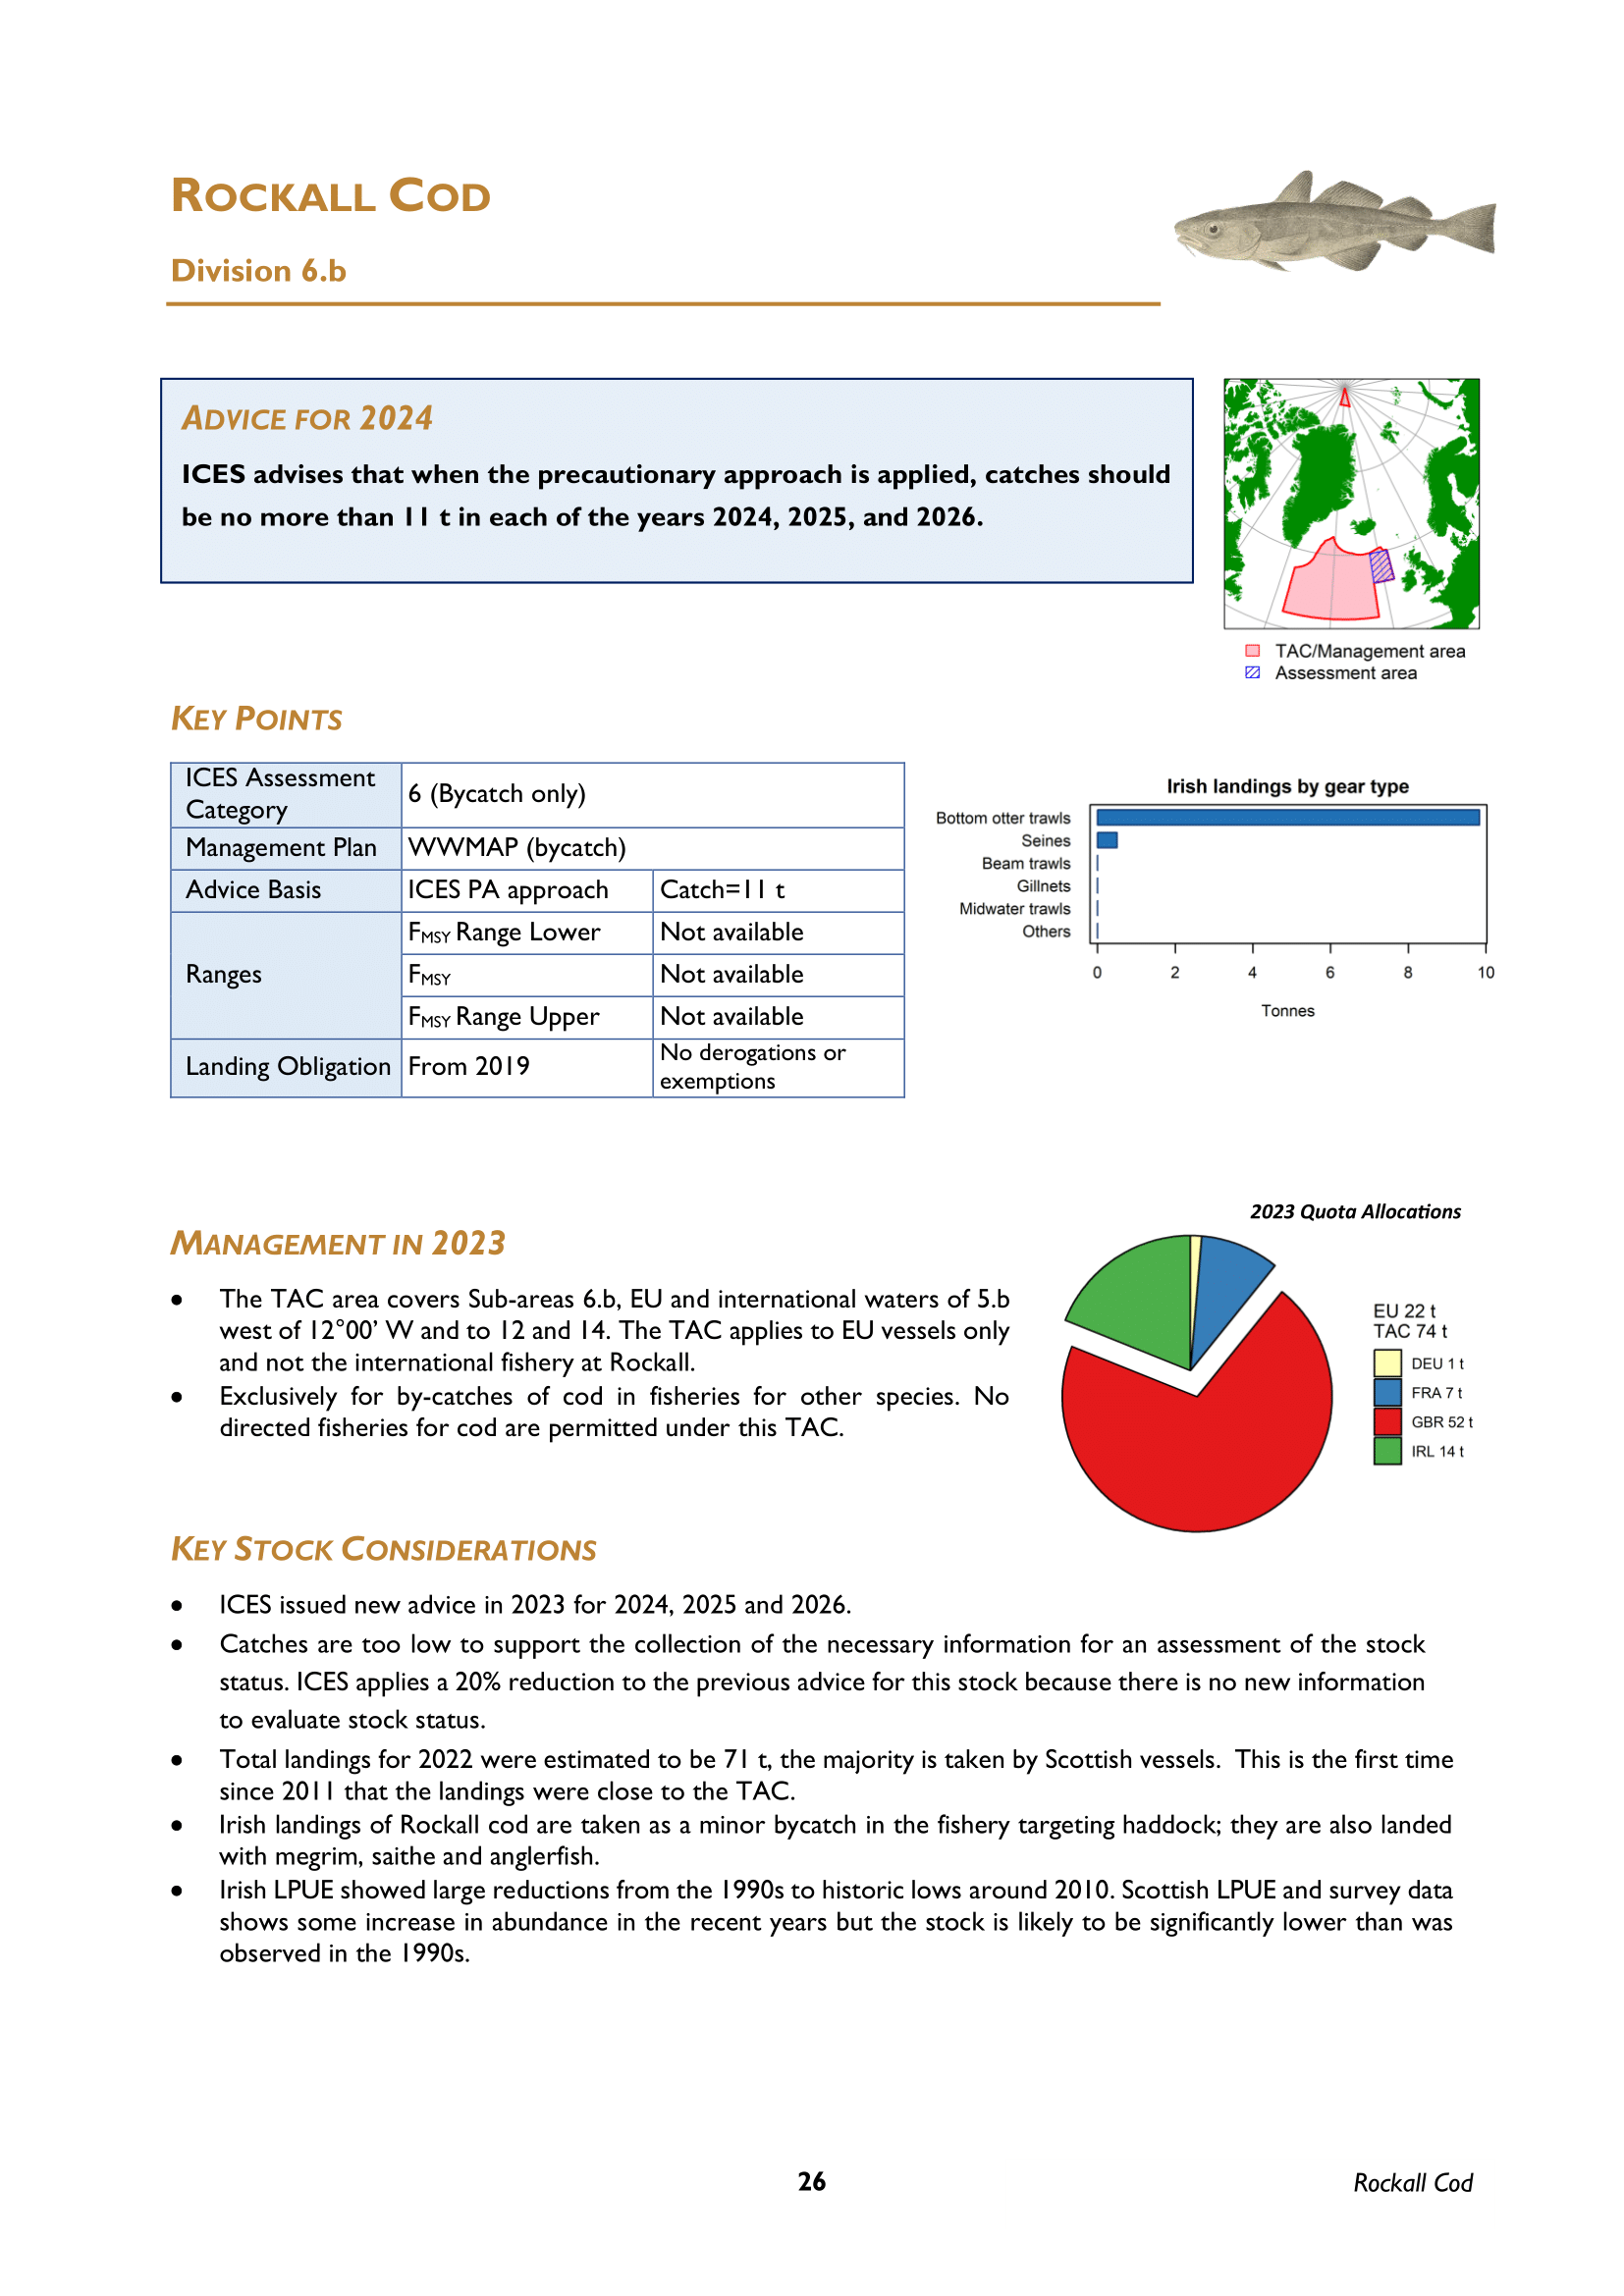 ROCKALL COD
Division 6.b
ADVICE FOR 2024
ICES advises that when the precautionary approach is applied, catches should
be no more than 11 t in each of the years 2024, 2025, and 2026.
TAC/Management area
Assessment area
KEY POINTS
ICES Assessment
Category
6 (Bycatch only)
Management Plan
WWMAP (bycatch)
Advice Basis
ICES PA approach
Catch=11 t
Ranges
FMSY Range Lower
Not available
FMSY
Not available
FMSY Range Upper
Not available
Landing Obligation
From 2019
No derogations or
exemptions
Irish landings by gear type
Bottom otter trawls
Seines
Beam trawls
Gillnets
Midwater trawls
Others
0 2 4 6 8 10
Tonnes
MANAGEMENT IN 2023
• The TAC area covers Sub-areas 6.b, EU and international waters of 5.b
west of 12°00’ W and to 12 and 14. The TAC applies to EU vessels only
and not the international fishery at Rockall.
• Exclusively for by-catches of cod in fisheries for other species. No
directed fisheries for cod are permitted under this TAC.
2023 Quota Allocations
EU 22 t
TAC 74 t
DEU 1 t
FRA 7 t
GBR 52 t
IRL 14 t
KEY STOCK CONSIDERATIONS
• ICES issued new advice in 2023 for 2024, 2025 and 2026.
• Catches are too low to support the collection of the necessary information for an assessment of the stock
status. ICES applies a 20% reduction to the previous advice for this stock because there is no new information
to evaluate stock status.
• Total landings for 2022 were estimated to be 71 t, the majority is taken by Scottish vessels. This is the first time
since 2011 that the landings were close to the TAC.
• Irish landings of Rockall cod are taken as a minor bycatch in the fishery targeting haddock; they are also landed
with megrim, saithe and anglerfish.
• Irish LPUE showed large reductions from the 1990s to historic lows around 2010. Scottish LPUE and survey data
shows some increase in abundance in the recent years but the stock is likely to be significantly lower than was
observed in the 1990s.
26
Rockall Cod